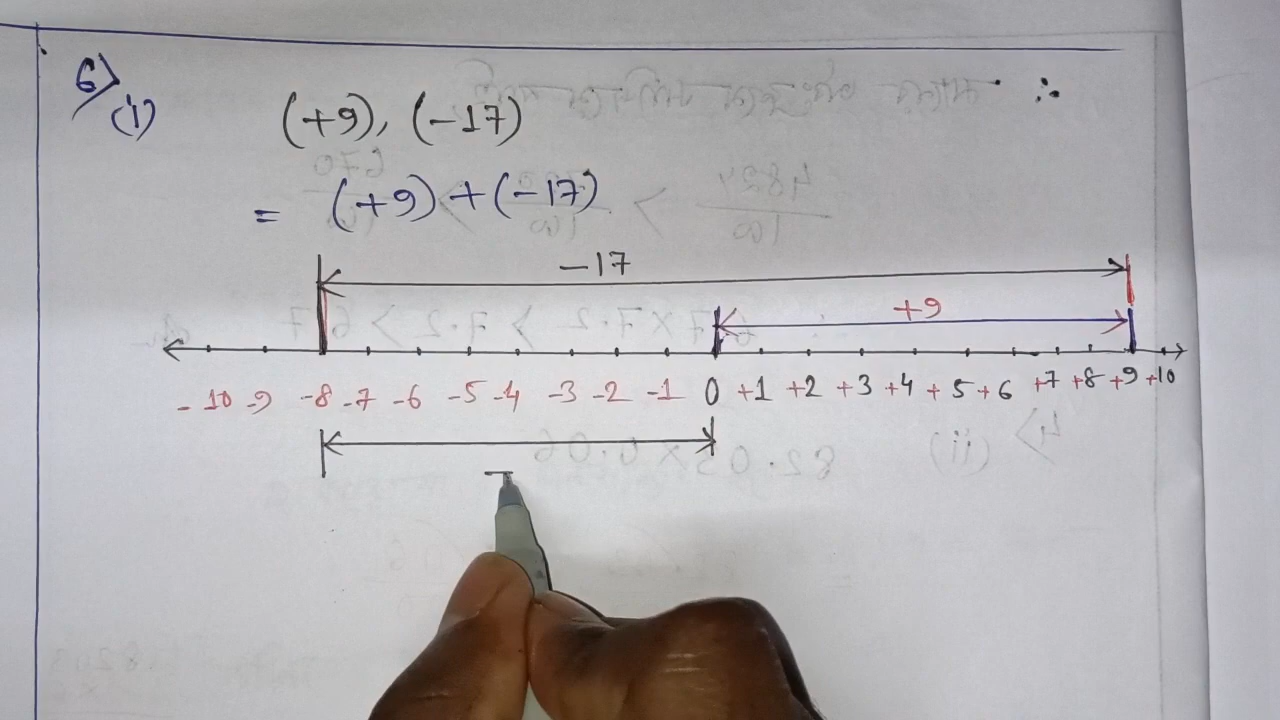 6>
(i) (+9), (-17)
= (+9)+(-17)
-17
+9
-10 -9 -8 -7 -6 -5 -4 -3 -2 -1 0 +1 +2 +3 +4 +5 +6 +7 +8 +9 +10
-